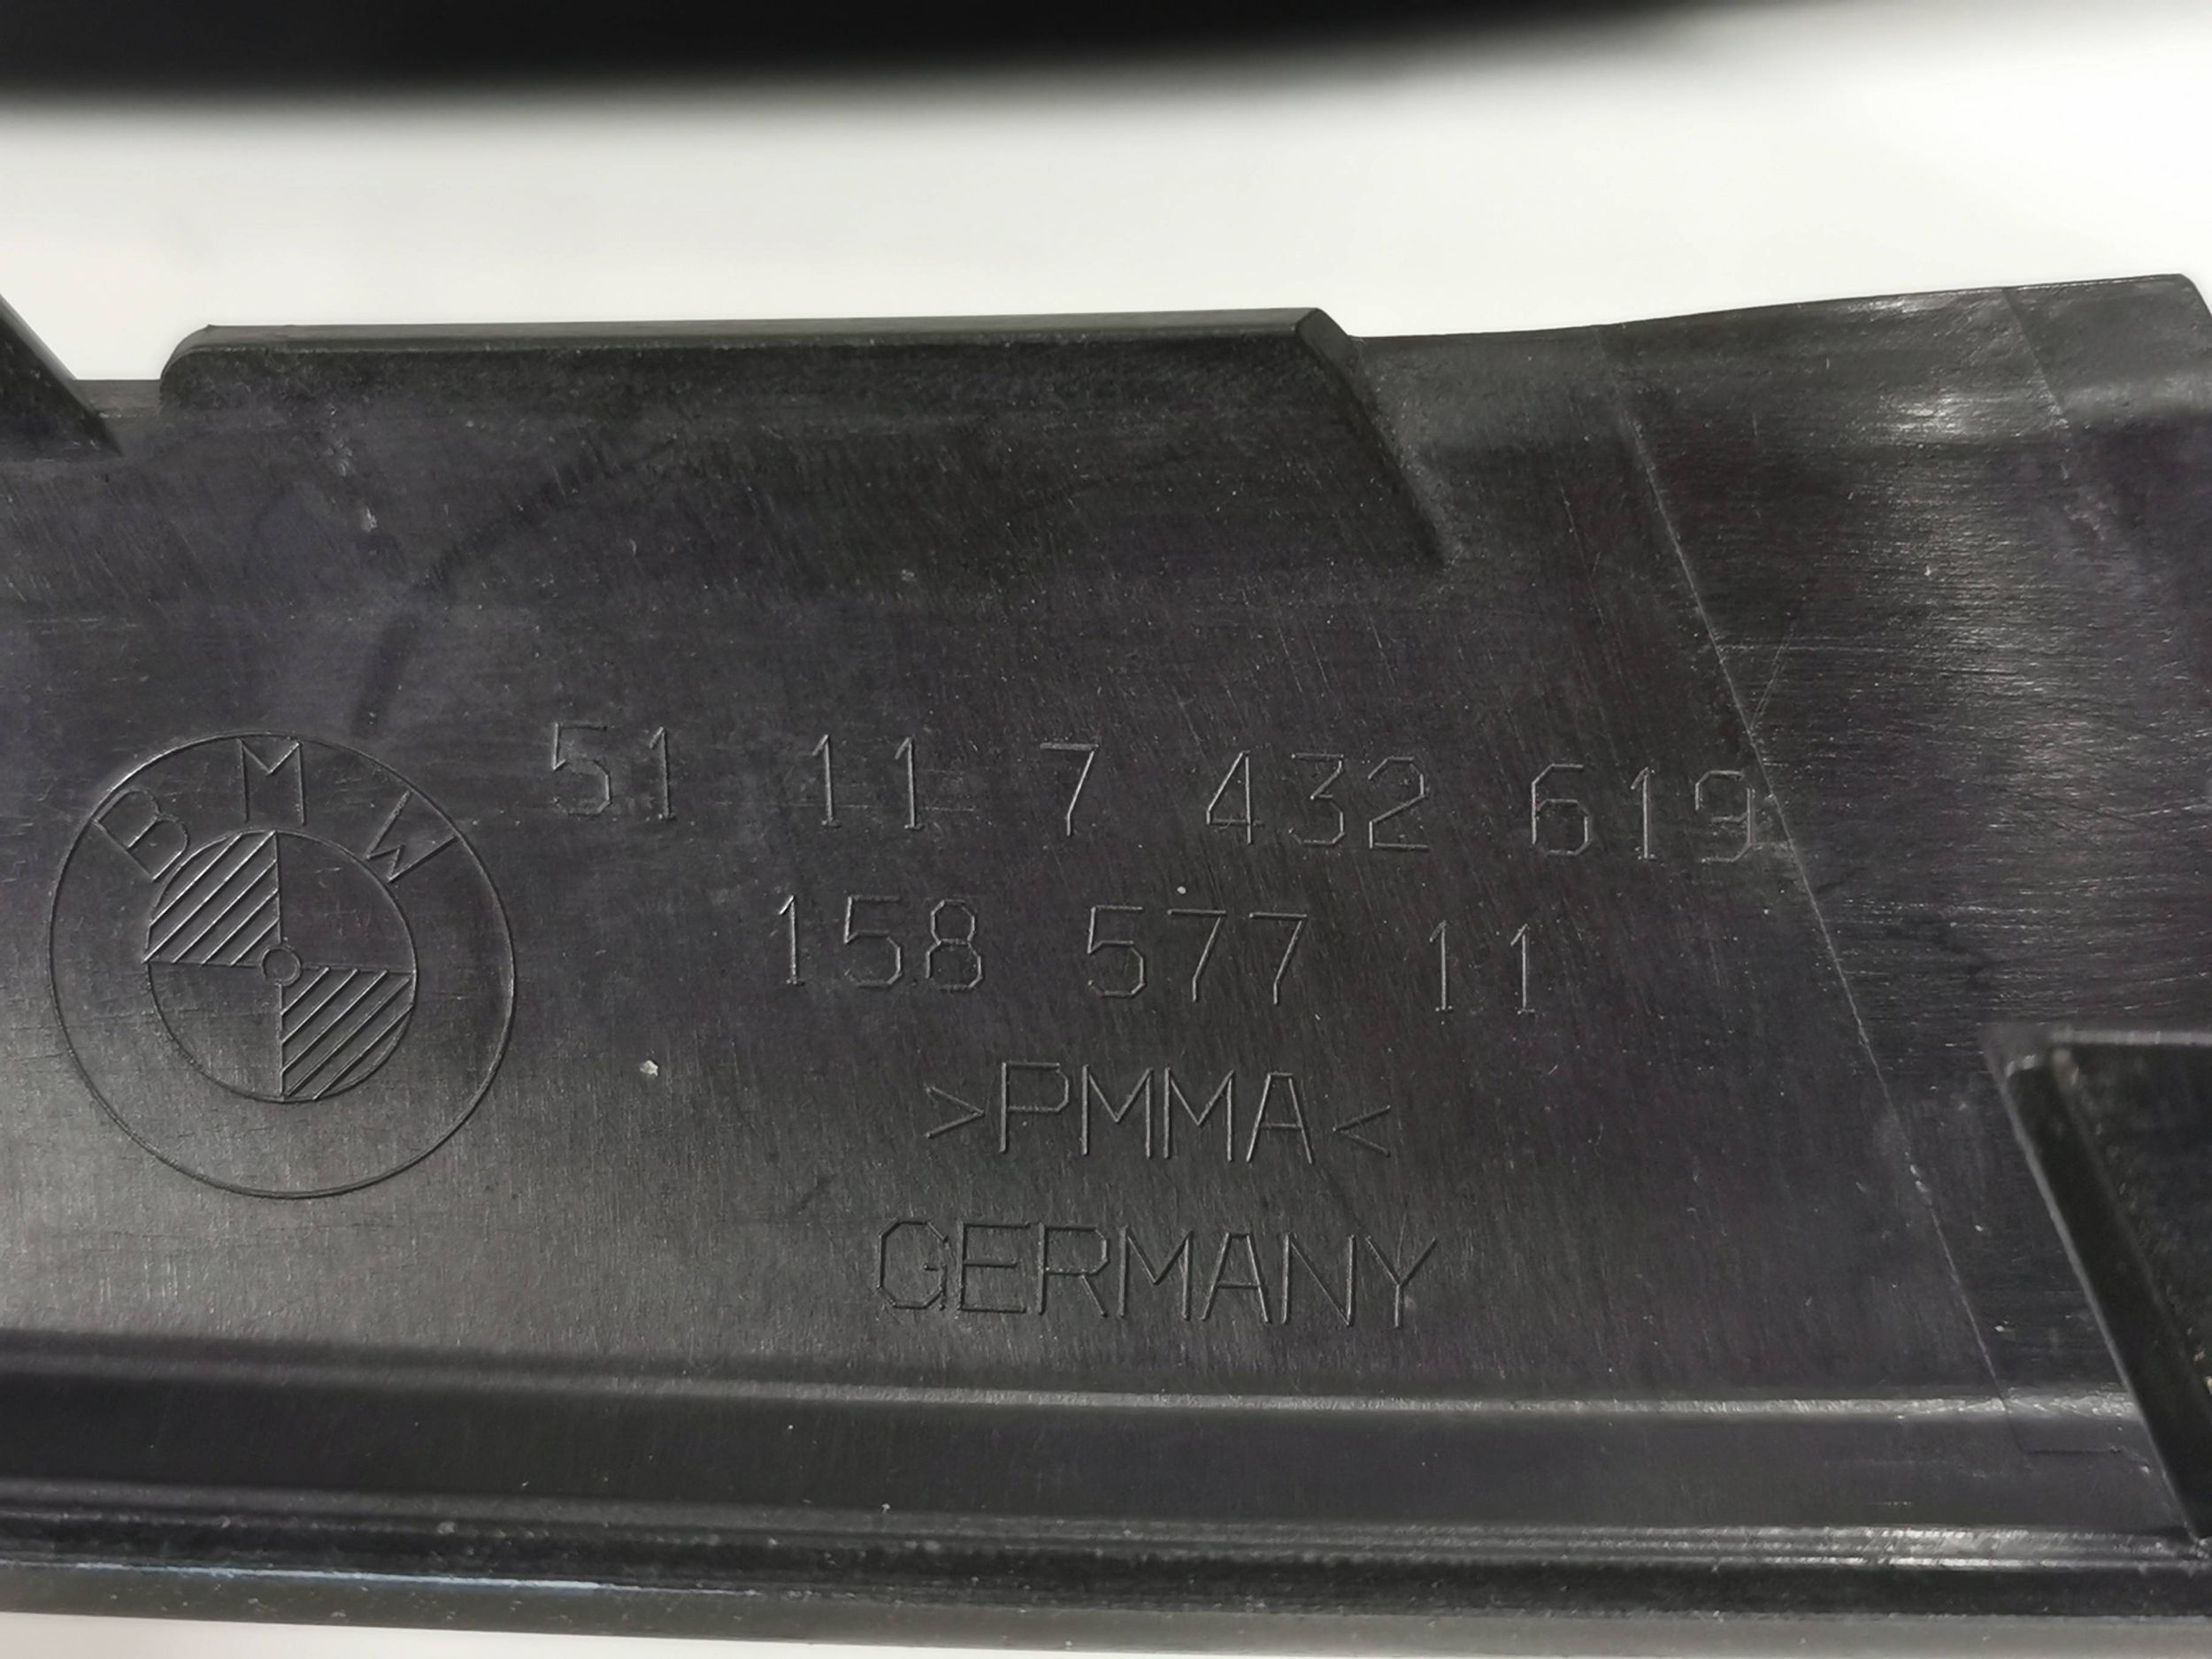 BMW
51 11 7 432 619
158 577 11
>PMMA<
GERMANY